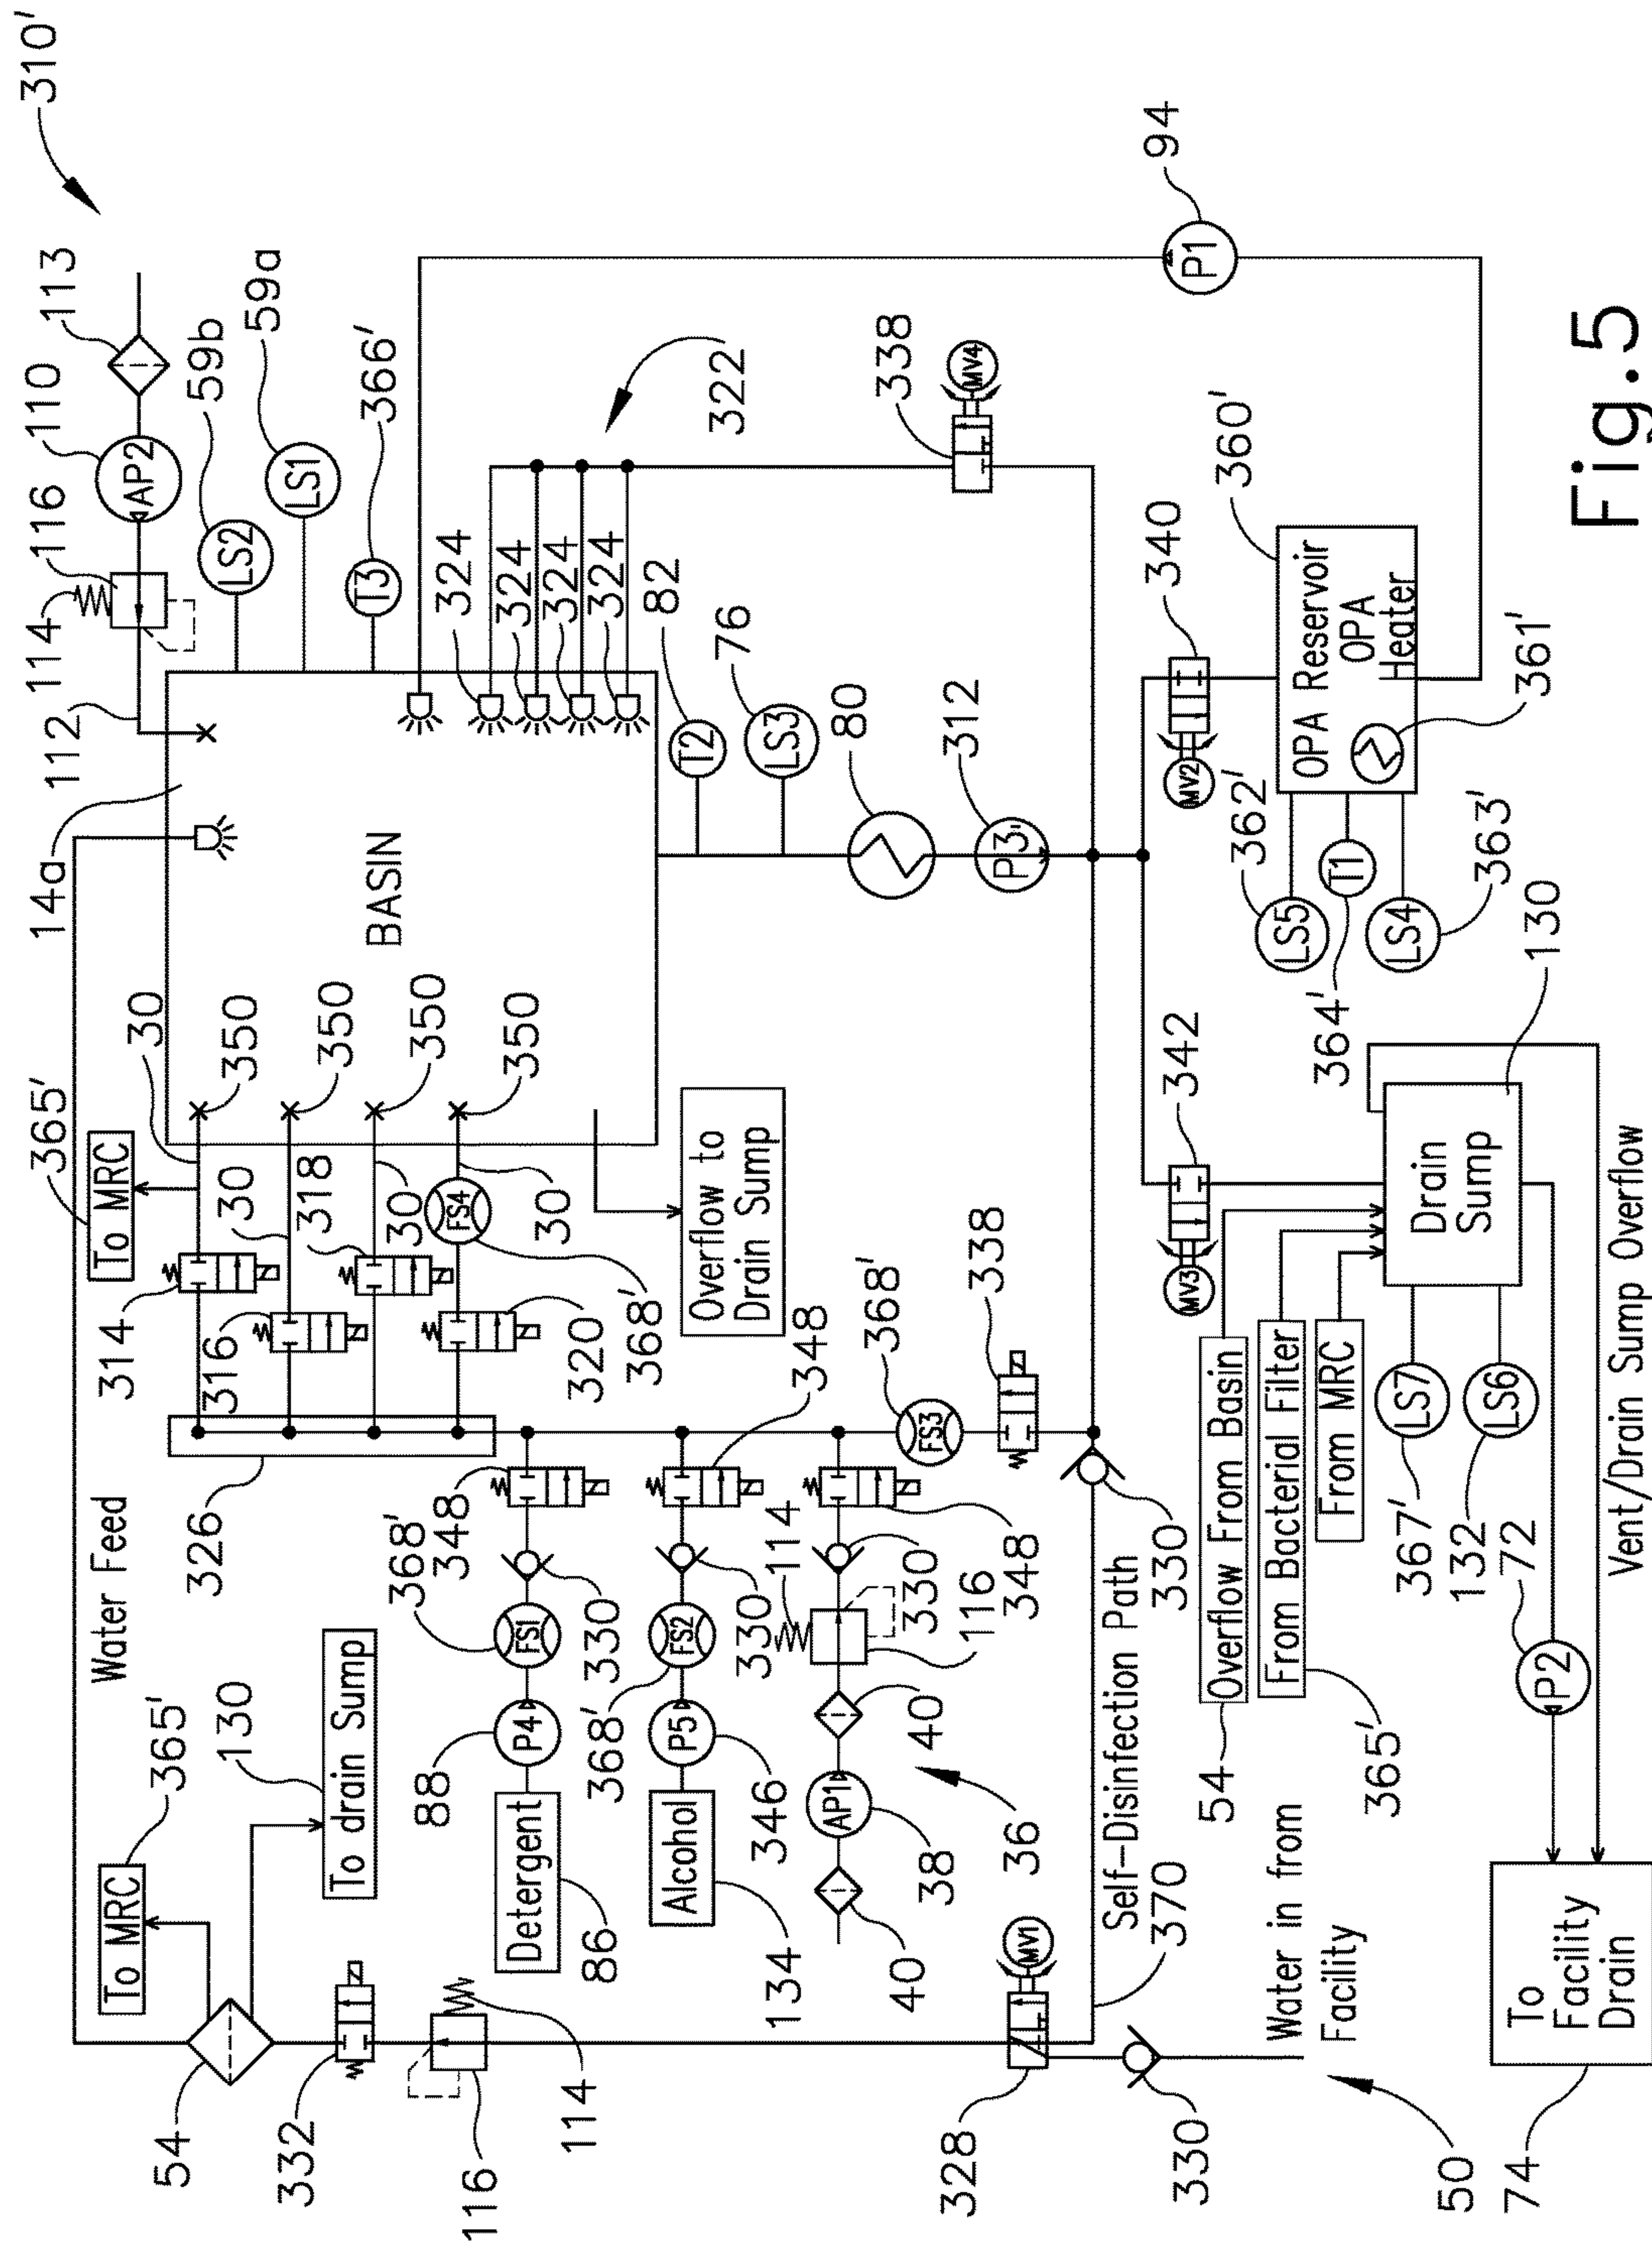 310'
113
110
116
114
112
14a
59b
59a
366'
AP2
LS2
LS1
T3
BASIN
30
365'
To MRC
350
350
350
350
30
318
30
30
FS4
314
316
320
368'
326
Water Feed
Overflow to
Drain Sump
324
324
324
324
322
82
T2
76
LS3
80
312
P3'
338
MV4
94
P1
365'
To MRC
130
To drain Sump
54
332
116
114
368'
348
FS1
330
P4
88
Detergent
86
348
FS2
330
368'
P5
346
Alcohol
134
114
330
348
116
40
AP1
38
40
36
368'
FS3
338
330
Self-Disinfection Path
370
MV1
328
330
Water in from
Facility
50
340
MV2
360'
OPA Reservoir
OPA
Heater
361'
362'
LS5
T1
364'
LS4
363'
342
MV3
130
Drain
Sump
54
Overflow From Basin
From Bacterial Filter
From MRC
365'
LS7
367'
LS6
132
72
P2
Vent/Drain Sump Overflow
To
Facility
Drain
74
Fig.5